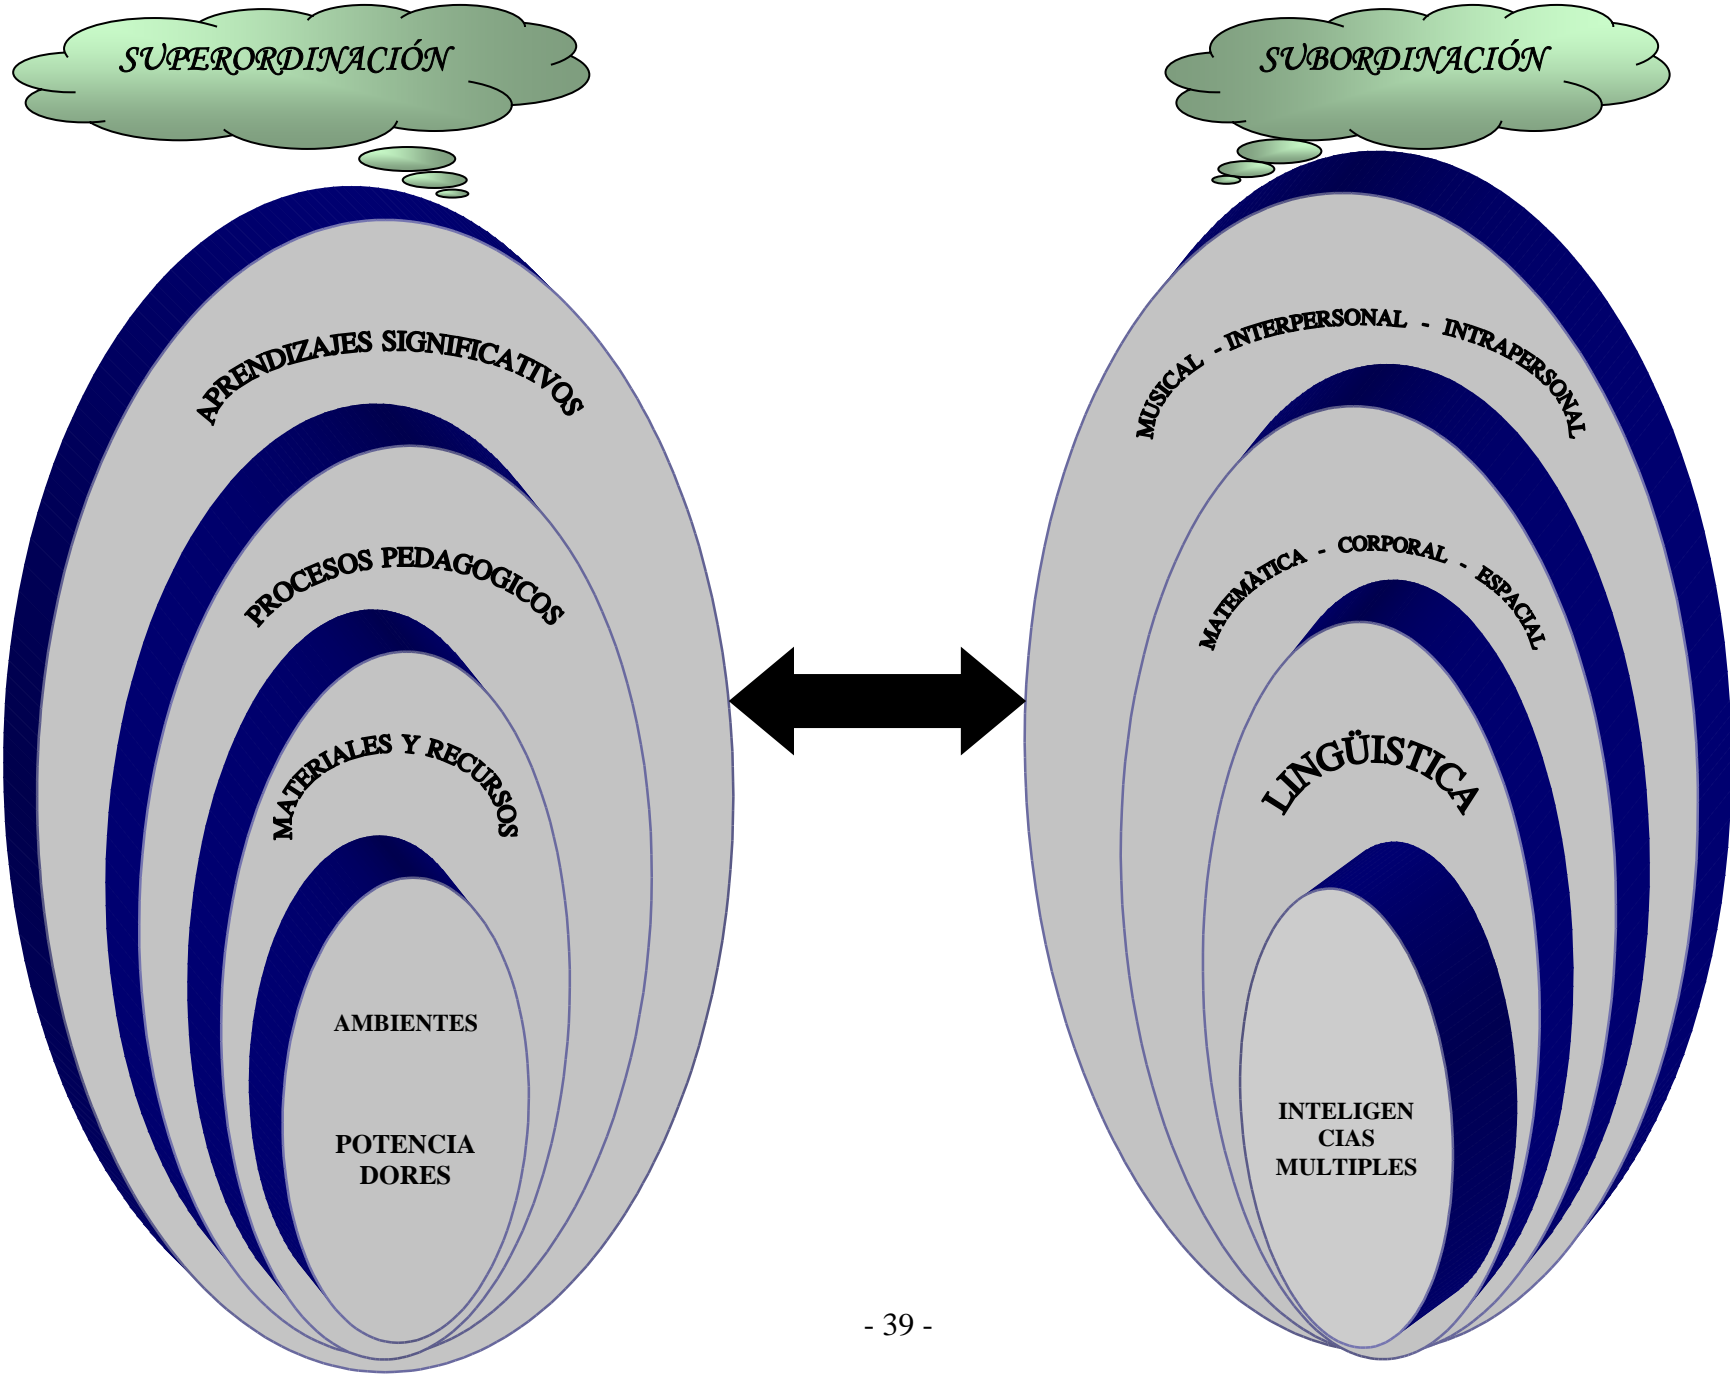 SUPERORDINACIÓN
APRENDIZAJES SIGNIFICATIVOS
PROCESOS PEDAGOGICOS
MATERIALES Y RECURSOS
AMBIENTES
POTENCIA
DORES
SUBORDINACIÓN
MUSICAL - INTERPERSONAL - INTRAPERSONAL
MATEMÀTICA - CORPORAL - ESPACIAL
LINGÜISTICA
INTELIGEN
CIAS
MULTIPLES
- 39 -